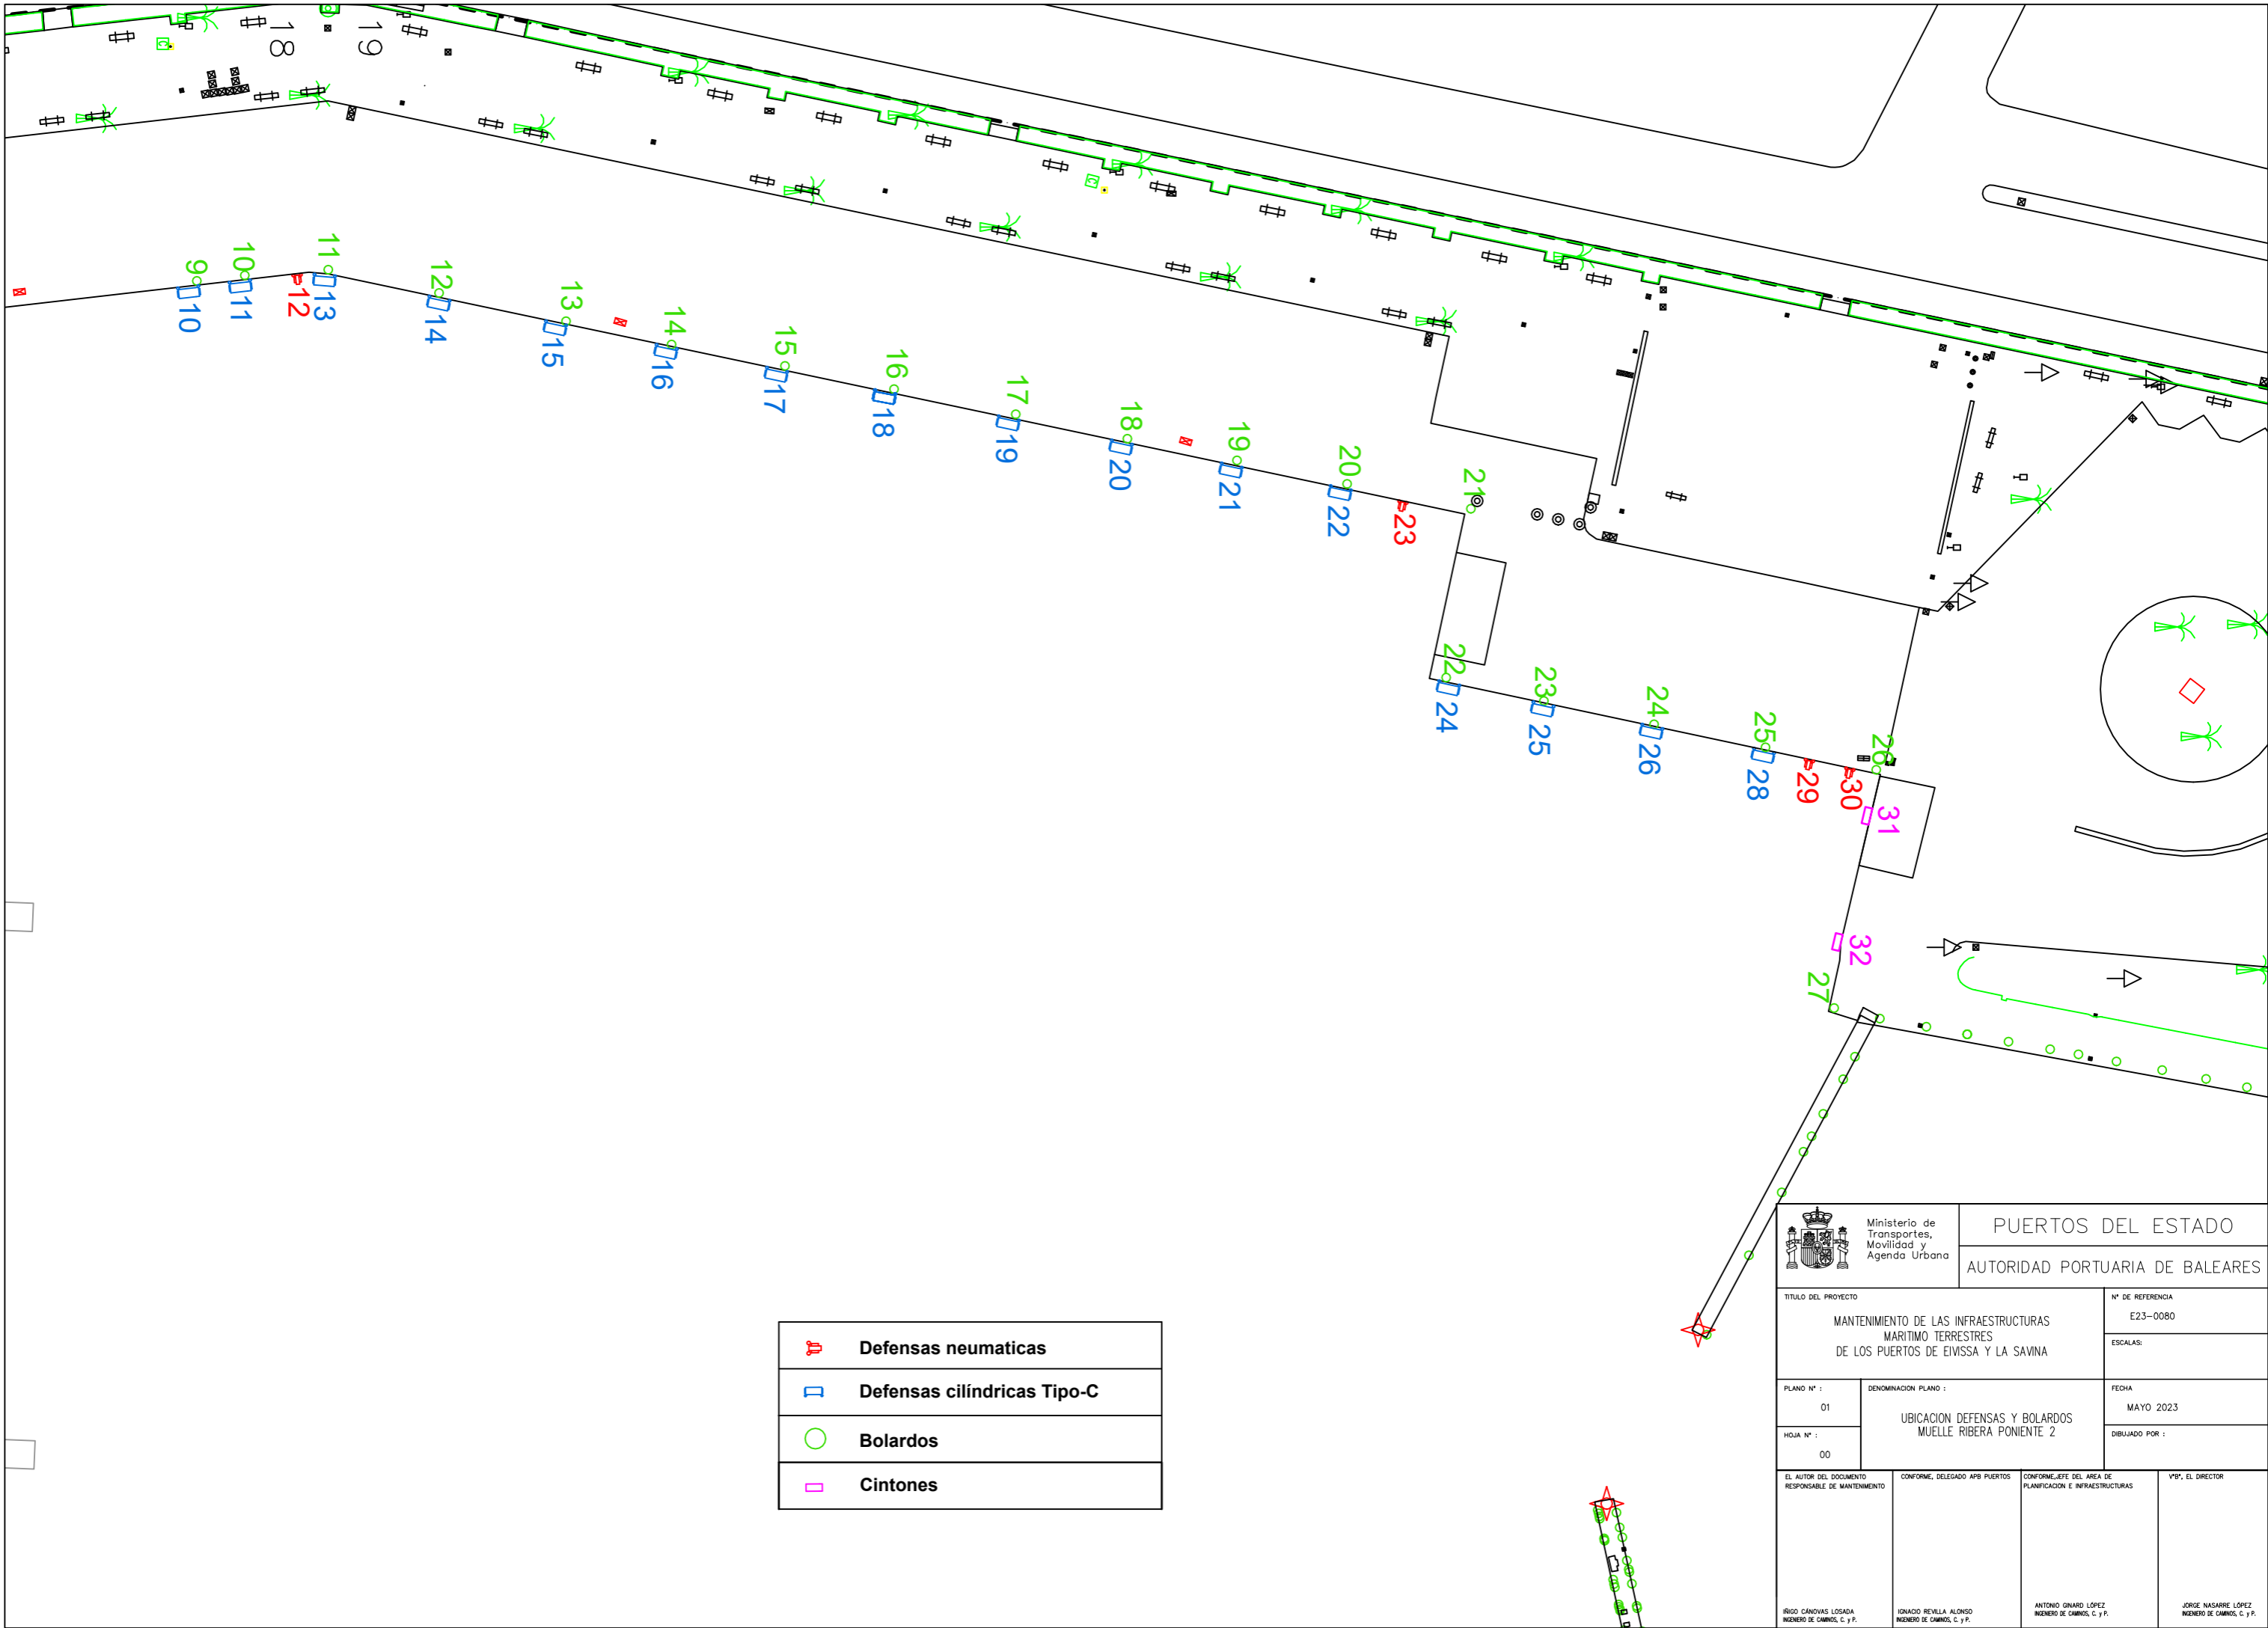 18
19
9
10
11
12
13
14
15
16
17
18
19
20
21
10
11
12
13
14
15
16
17
18
19
20
21
22
23
22
23
24
25
26
24
25
26
28
29
30
31
32
27
Defensas neumaticas
Defensas cilíndricas Tipo-C
Bolardos
Cintones
Ministerio de
Transportes,
Movilidad y
Agenda Urbana
PUERTOS DEL ESTADO
AUTORIDAD PORTUARIA DE BALEARES
TITULO DEL PROYECTO
MANTENIMIENTO DE LAS INFRAESTRUCTURAS
MARITIMO TERRESTRES
DE LOS PUERTOS DE EIVISSA Y LA SAVINA
Nº DE REFERENCIA
E23-0080
ESCALAS:
PLANO Nº :
01
HOJA Nº :
00
DENOMINACION PLANO :
UBICACION DEFENSAS Y BOLARDOS
MUELLE RIBERA PONIENTE 2
FECHA
MAYO 2023
DIBUJADO POR :
EL AUTOR DEL DOCUMENTO
RESPONSABLE DE MANTENIMIENTO
IÑIGO CÁNOVAS LOSADA
INGENIERO DE CAMINOS, C. y P.
CONFORME, DELEGADO APB PUERTOS
IGNACIO REVILLA ALONSO
INGENIERO DE CAMINOS, C. y P.
CONFORME,JEFE DEL AREA DE
PLANIFICACION E INFRAESTRUCTURAS
ANTONIO GINARD LÓPEZ
INGENIERO DE CAMINOS, C. y P.
VºBº, EL DIRECTOR
JORGE NASARRE LÓPEZ
INGENIERO DE CAMINOS, C. y P.